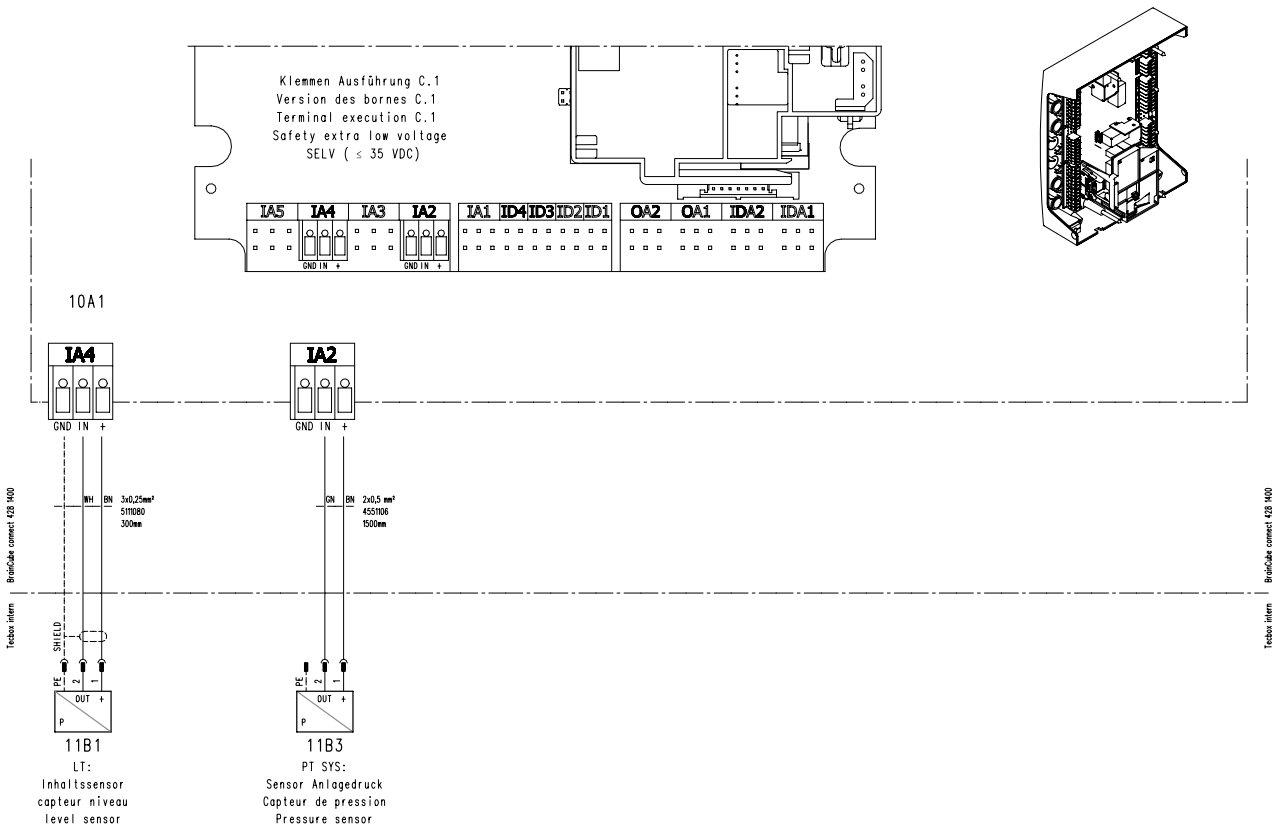 Klemmen Ausführung C.1
Version des bornes C.1
Terminal execution C.1
Safety extra low voltage
SELV ( ≤ 35 VDC)
IA5 IA4 IA3 IA2 IA1 ID4 ID3 ID2 ID1 OA2 OA1 IDA2 IDA1
GND IN + GND IN +
10A1
IA4 IA2
GND IN + GND IN +
WH BN 3x0,25mm²
5111080
300mm
GN BN 2x0,5 mm²
4551106
1500mm
BrainCube connect 428 1400
Tecbox intern
BrainCube connect 428 1400
Tecbox intern
SHIELD
PE 2 1
OUT +
P
11B1
LT:
Inhaltssensor
capteur niveau
level sensor
PE 2 1
OUT +
P
11B3
PT SYS:
Sensor Anlagedruck
Capteur de pression
Pressure sensor